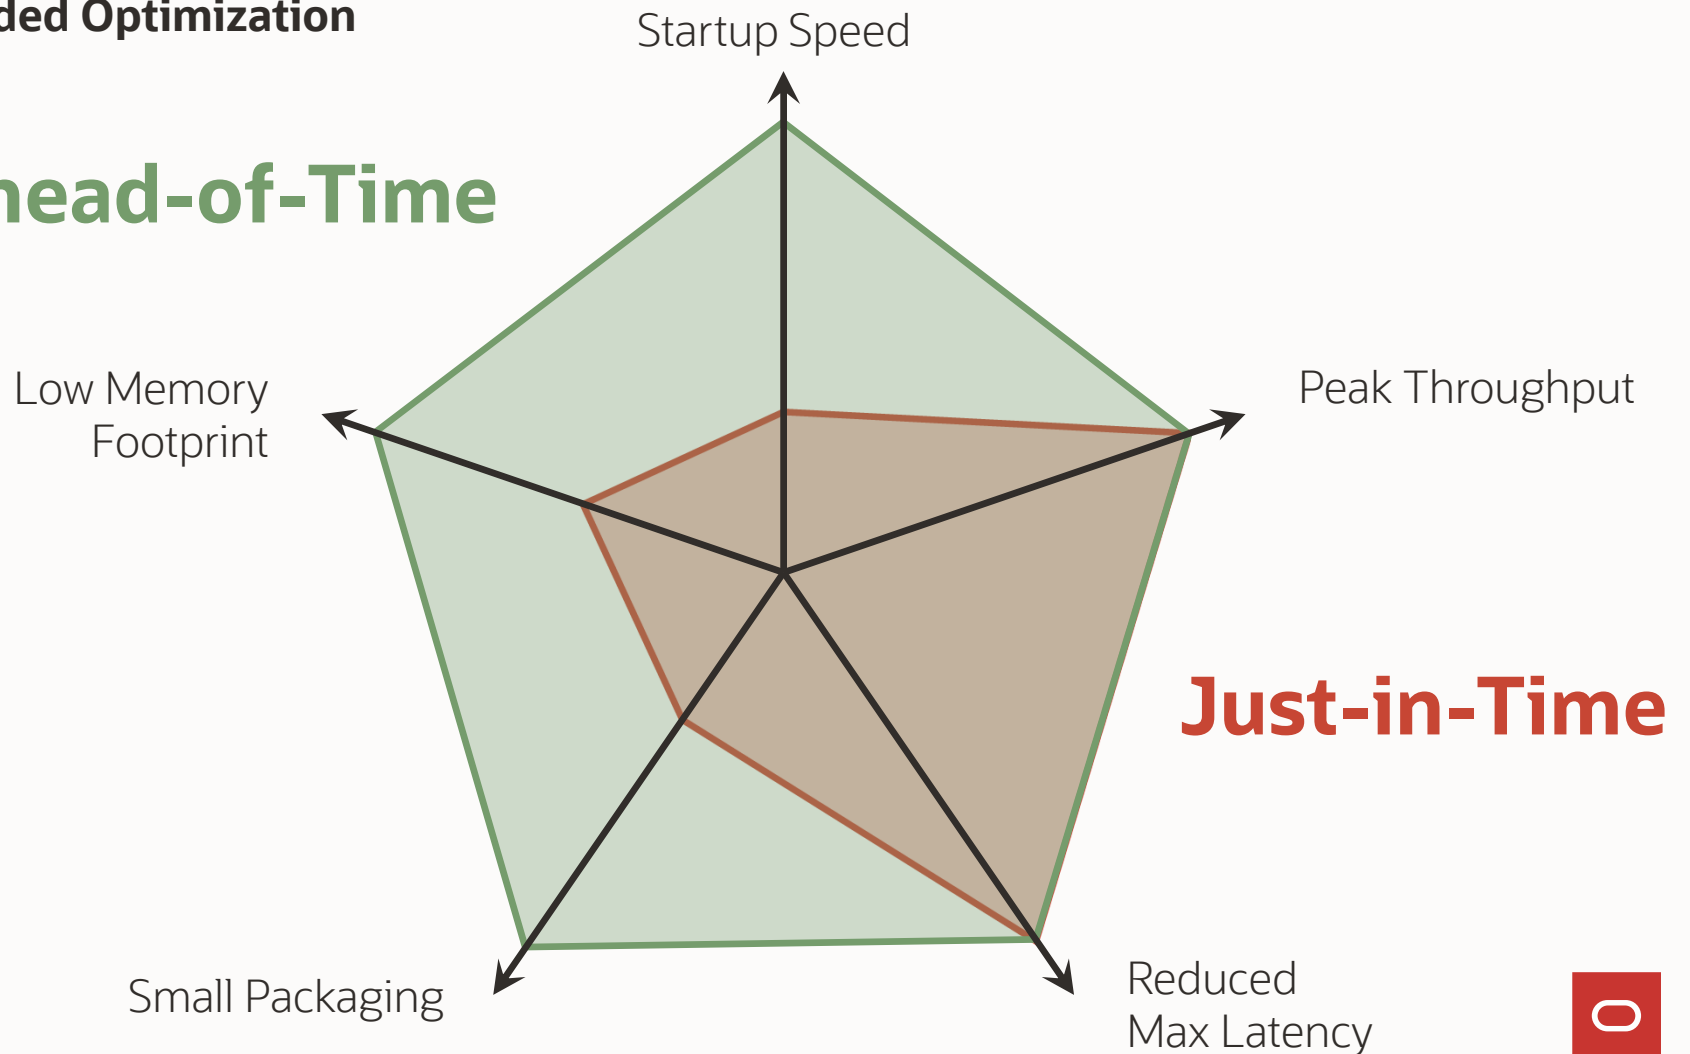 ded Optimization
Startup Speed
head-of-Time
Low Memory
Footprint
Peak Throughput
Just-in-Time
Small Packaging
Reduced
Max Latency